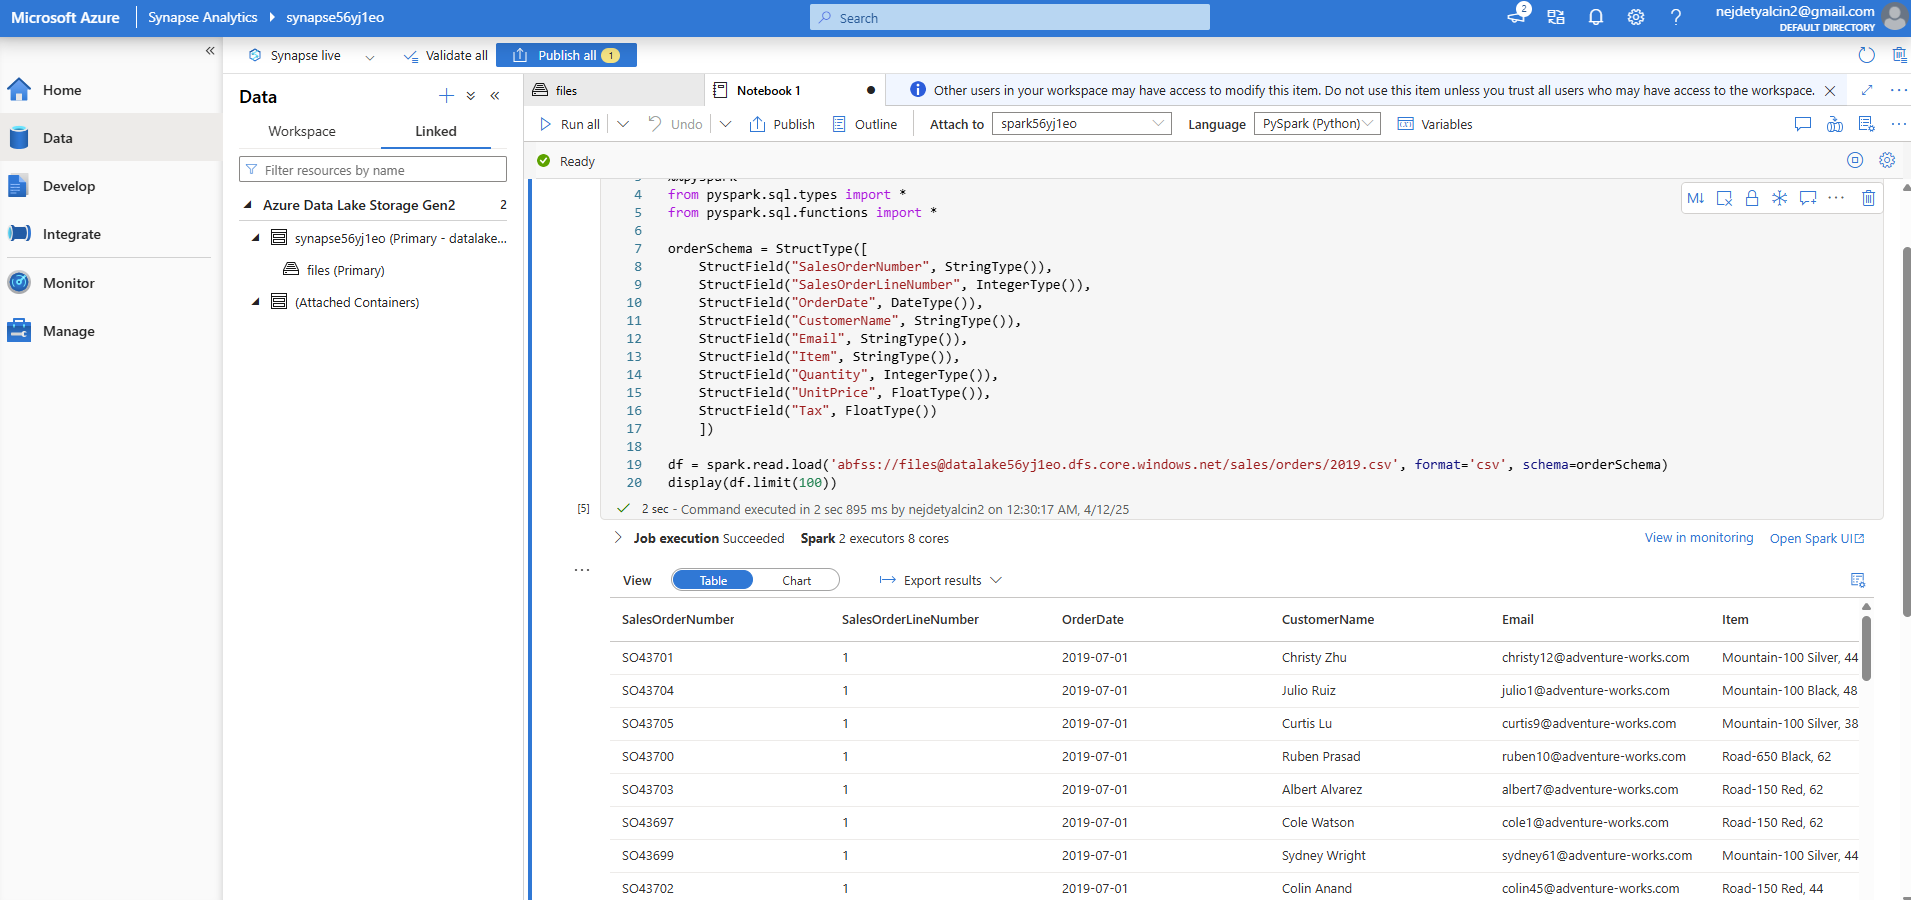 Microsoft Azure
Synapse Analytics
synapse56yj1eo
Search
2
nejdetyalcin2@gmail.com
DEFAULT DIRECTORY
Home
Data
Develop
Integrate
Monitor
Manage
Synapse live
Validate all
Publish all 1
Data
Workspace
Linked
Filter resources by name
Azure Data Lake Storage Gen2 2
synapse56yj1eo (Primary - datalake...
files (Primary)
(Attached Containers)
files
Notebook 1
Other users in your workspace may have access to modify this item. Do not use this item unless you trust all users who may have access to the workspace.
Run all
Undo
Publish
Outline
Attach to
spark56yj1eo
Language
PySpark (Python)
Variables
Ready
M↓
3 %%pyspark
4 from pyspark.sql.types import *
5 from pyspark.sql.functions import *
6
7 orderSchema = StructType([
8 StructField("SalesOrderNumber", StringType()),
9 StructField("SalesOrderLineNumber", IntegerType()),
10 StructField("OrderDate", DateType()),
11 StructField("CustomerName", StringType()),
12 StructField("Email", StringType()),
13 StructField("Item", StringType()),
14 StructField("Quantity", IntegerType()),
15 StructField("UnitPrice", FloatType()),
16 StructField("Tax", FloatType())
17 ])
18
19 df = spark.read.load('abfss://files@datalake56yj1eo.dfs.core.windows.net/sales/orders/2019.csv', format='csv', schema=orderSchema)
20 display(df.limit(100))
[5] 2 sec - Command executed in 2 sec 895 ms by nejdetyalcin2 on 12:30:17 AM, 4/12/25
Job execution Succeeded Spark 2 executors 8 cores
View in monitoring
Open Spark UI
View
Table
Chart
Export results
SalesOrderNumber SalesOrderLineNumber OrderDate CustomerName Email Item
SO43701 1 2019-07-01 Christy Zhu christy12@adventure-works.com Mountain-100 Silver, 44
SO43704 1 2019-07-01 Julio Ruiz julio1@adventure-works.com Mountain-100 Black, 48
SO43705 1 2019-07-01 Curtis Lu curtis9@adventure-works.com Mountain-100 Silver, 38
SO43700 1 2019-07-01 Ruben Prasad ruben10@adventure-works.com Road-650 Black, 62
SO43703 1 2019-07-01 Albert Alvarez albert7@adventure-works.com Road-150 Red, 62
SO43697 1 2019-07-01 Cole Watson cole1@adventure-works.com Road-150 Red, 62
SO43699 1 2019-07-01 Sydney Wright sydney61@adventure-works.com Mountain-100 Silver, 44
SO43702 1 2019-07-01 Colin Anand colin45@adventure-works.com Road-150 Red, 44